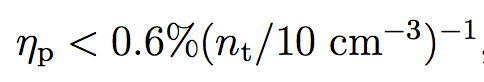 ηp < 0.6%(nt/10 cm⁻³)⁻¹,